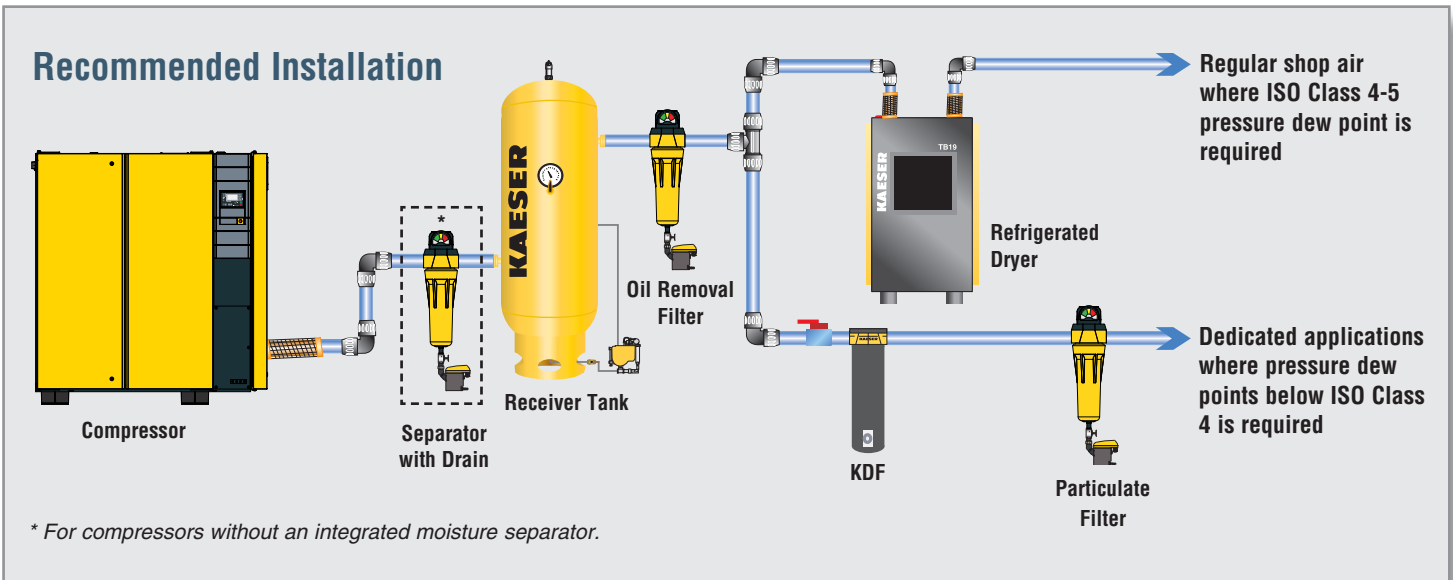 Recommended Installation
Regular shop air
where ISO Class 4-5
pressure dew point is
required
TB19
KAESER
Refrigerated
Dryer
*
KAESER
Oil Removal
Filter
Compressor
Separator
with Drain
Receiver Tank
KAESER
KDF
Dedicated applications
where pressure dew
points below ISO Class
4 is required
Particulate
Filter
* For compressors without an integrated moisture separator.